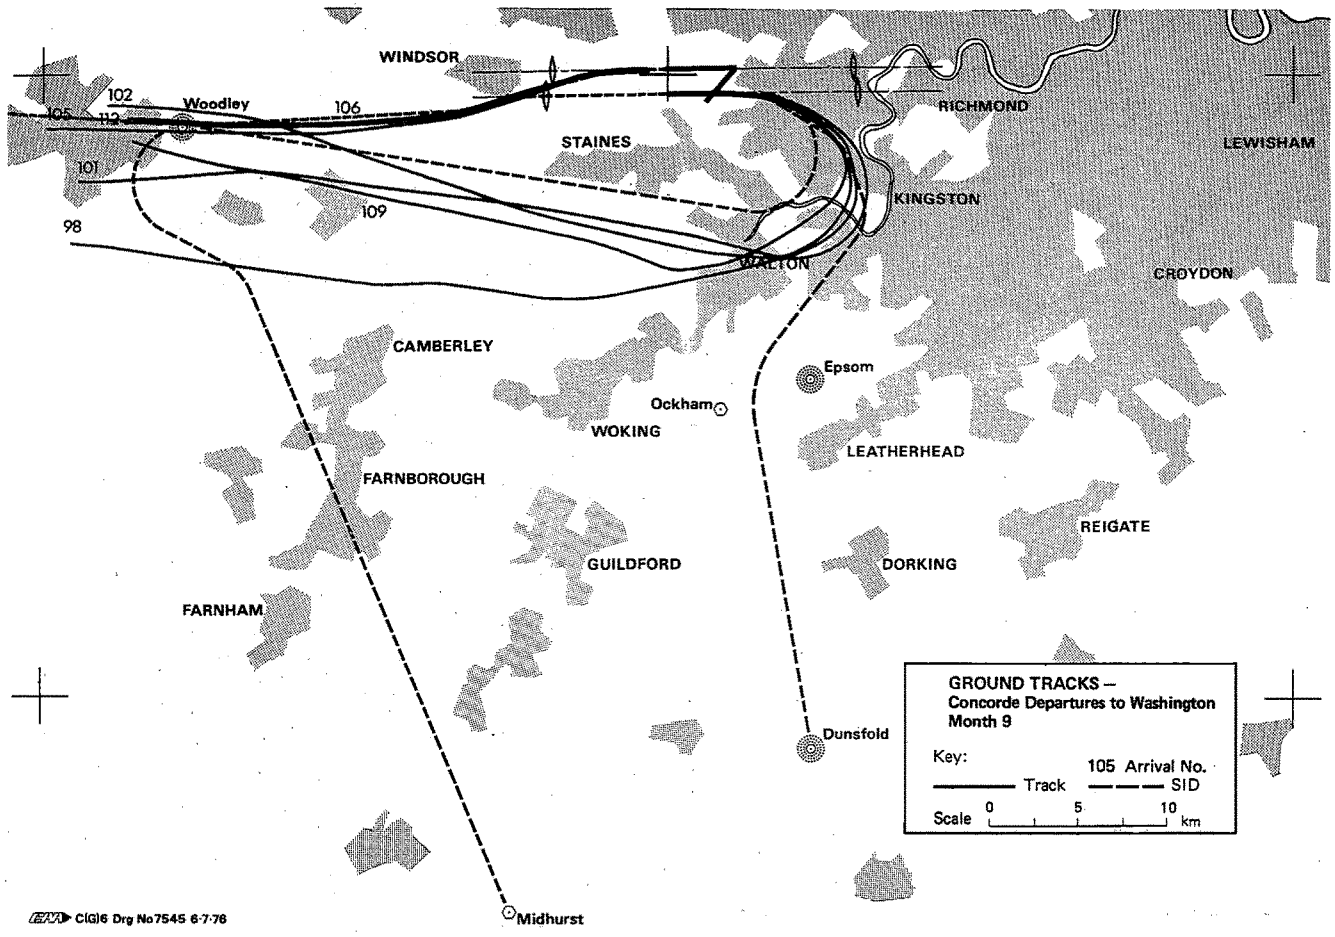 WINDSOR
102
Woodley
106
105
112
RICHMOND
STAINES
LEWISHAM
101
KINGSTON
109
98
WALTON
CROYDON
CAMBERLEY
Epsom
Ockham
WOKING
LEATHERHEAD
FARNBOROUGH
REIGATE
GUILDFORD
DORKING
FARNHAM
GROUND TRACKS –
Concorde Departures to Washington
Month 9
Dunsfold
Key:
105 Arrival No.
Track
SID
0 5 10
Scale
km
CAA C(G)6 Drg No7545 6·7·76
Midhurst